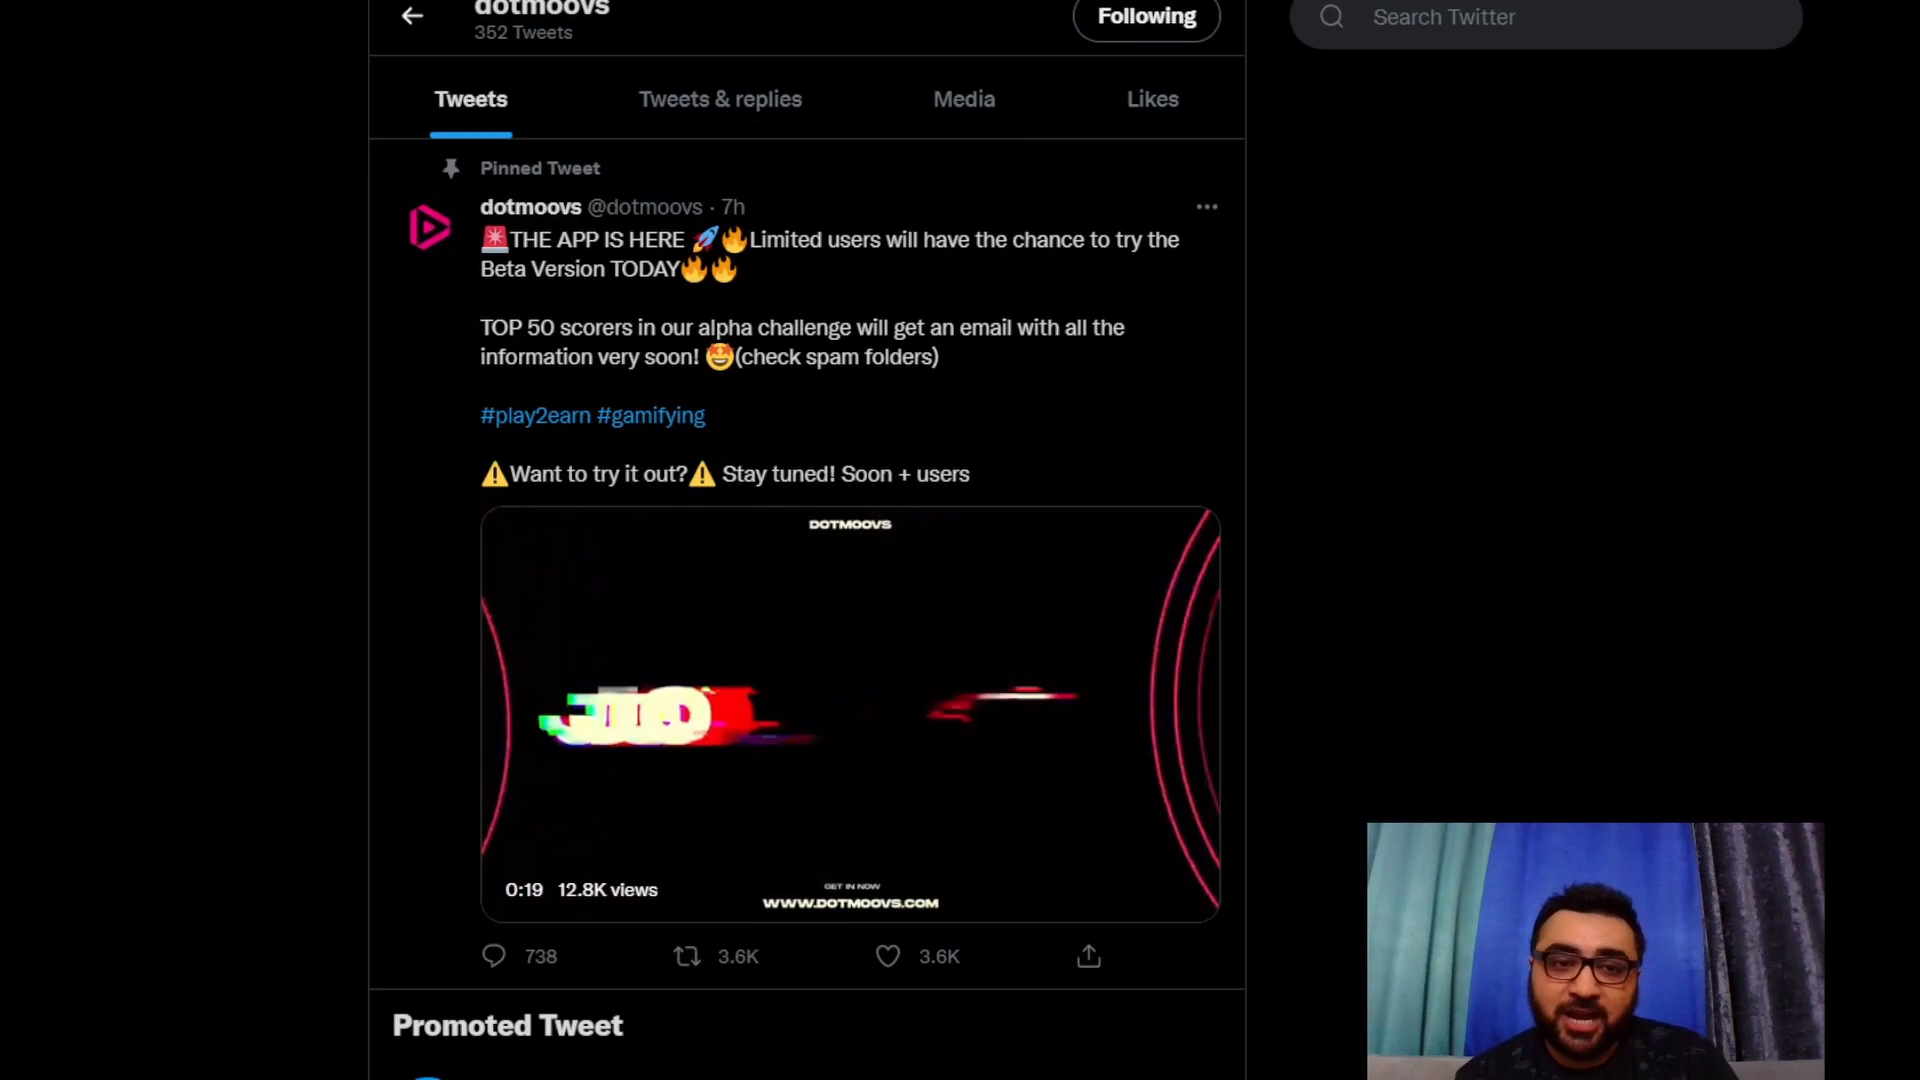 dotmoovs
352 Tweets
Following
Search Twitter
Tweets
Tweets & replies
Media
Likes
Pinned Tweet
dotmoovs @dotmoovs · 7h
🚨THE APP IS HERE 🚀🔥Limited users will have the chance to try the
Beta Version TODAY🔥🔥
TOP 50 scorers in our alpha challenge will get an email with all the
information very soon! 🤩(check spam folders)
#play2earn #gamifying
⚠️Want to try it out?⚠️ Stay tuned! Soon + users
DOTMOOVS
0:19 12.8K views
GET IN NOW
WWW.DOTMOOVS.COM
738
3.6K
3.6K
Promoted Tweet